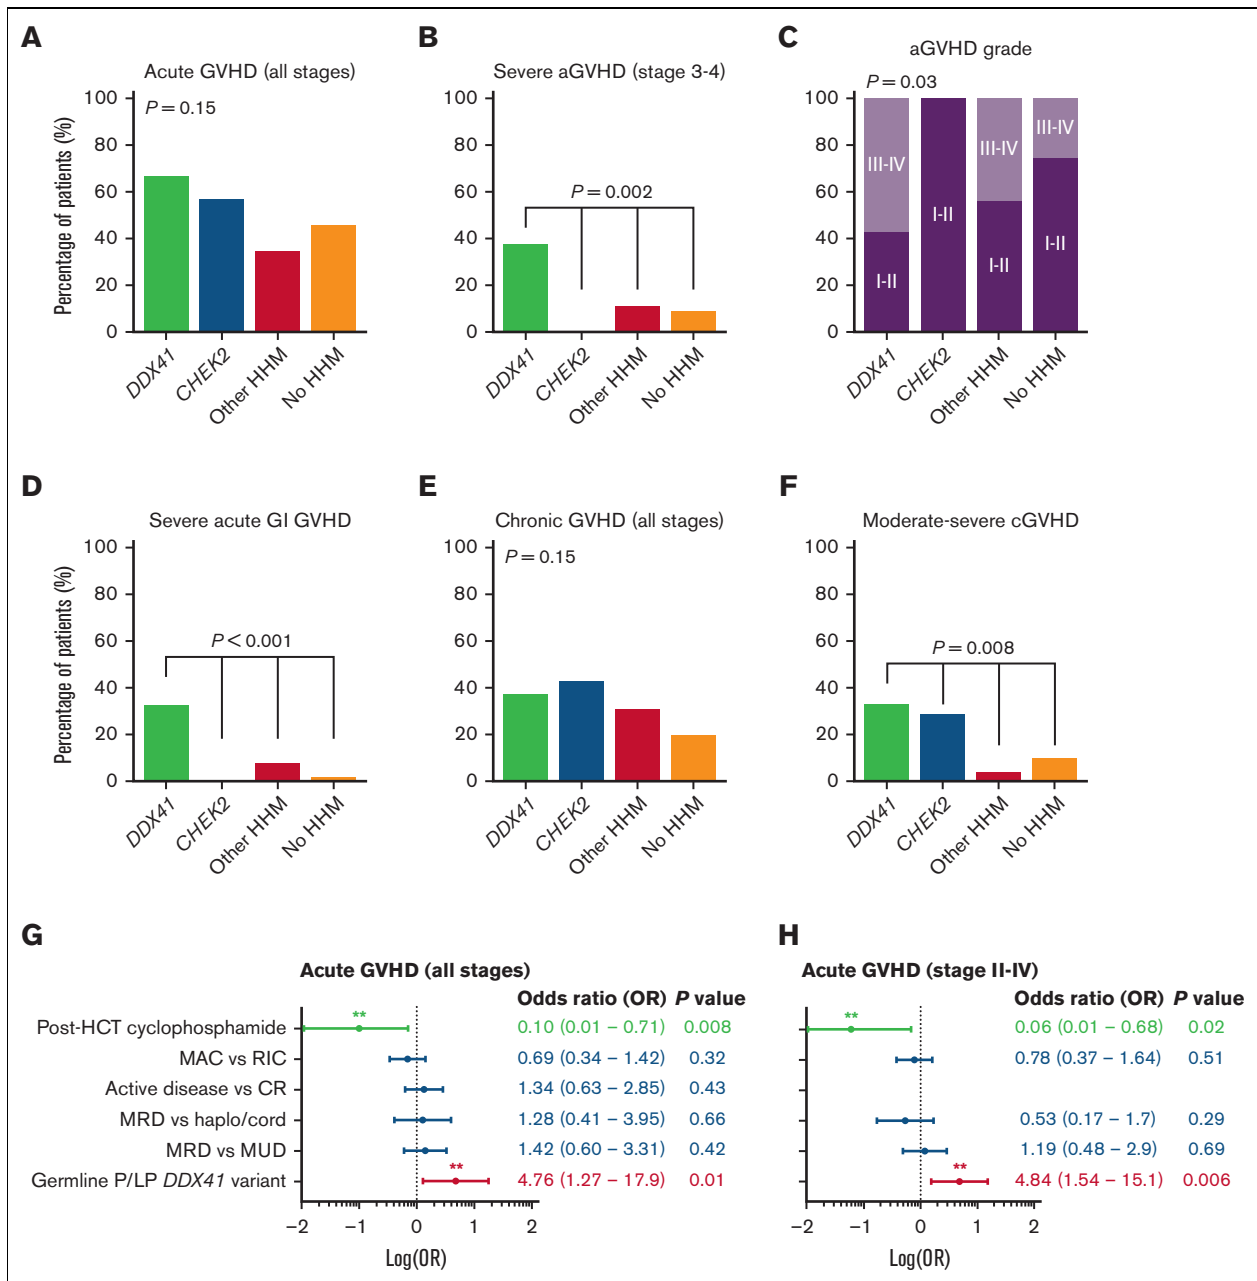 A
Acute GVHD (all stages)
P = 0.15
Percentage of patients (%)
100
80
60
40
20
0
DDX41
CHEK2
Other HHM
No HHM
B
Severe aGVHD (stage 3-4)
P = 0.002
100
80
60
40
20
0
DDX41
CHEK2
Other HHM
No HHM
C
aGVHD grade
P = 0.03
100
80
60
40
20
0
III-IV
I-II
I-II
III-IV
I-II
III-IV
I-II
DDX41
CHEK2
Other HHM
No HHM
D
Severe acute GI GVHD
P < 0.001
Percentage of patients (%)
100
80
60
40
20
0
DDX41
CHEK2
Other HHM
No HHM
E
Chronic GVHD (all stages)
P = 0.15
100
80
60
40
20
0
DDX41
CHEK2
Other HHM
No HHM
F
Moderate-severe cGVHD
P = 0.008
100
80
60
40
20
0
DDX41
CHEK2
Other HHM
No HHM
G
Acute GVHD (all stages)
Odds ratio (OR) P value
Post-HCT cyclophosphamide ** 0.10 (0.01 – 0.71) 0.008
MAC vs RIC 0.69 (0.34 – 1.42) 0.32
Active disease vs CR 1.34 (0.63 – 2.85) 0.43
MRD vs haplo/cord 1.28 (0.41 – 3.95) 0.66
MRD vs MUD 1.42 (0.60 – 3.31) 0.42
Germline P/LP DDX41 variant ** 4.76 (1.27 – 17.9) 0.01
−2 −1 0 1 2
Log(OR)
H
Acute GVHD (stage II-IV)
Odds ratio (OR) P value
** 0.06 (0.01 – 0.68) 0.02
0.78 (0.37 – 1.64) 0.51
0.53 (0.17 – 1.7) 0.29
1.19 (0.48 – 2.9) 0.69
** 4.84 (1.54 – 15.1) 0.006
−2 −1 0 1 2
Log(OR)